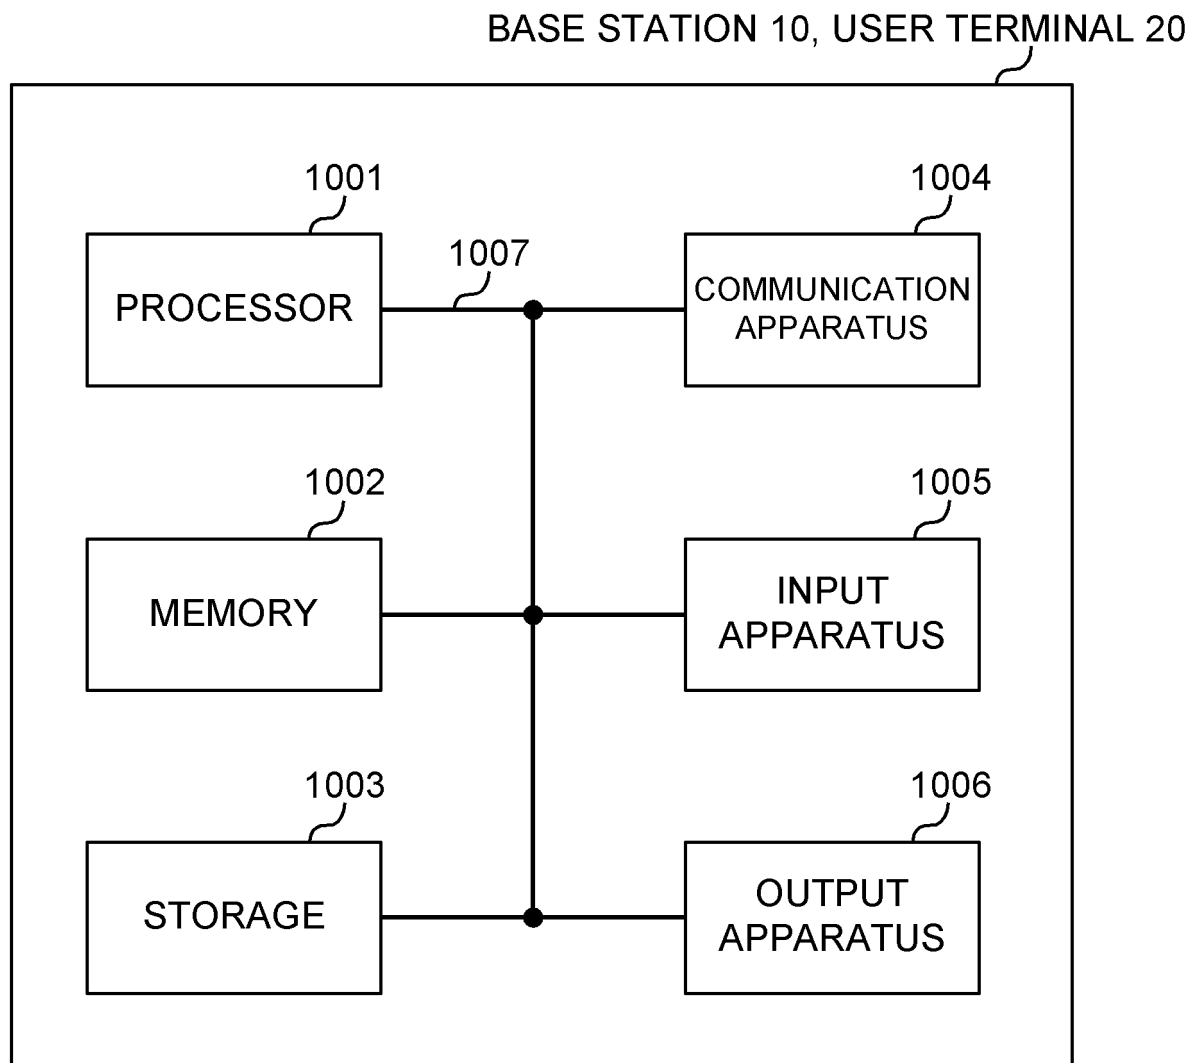 BASE STATION 10, USER TERMINAL 20
1001
1004
PROCESSOR
1007
COMMUNICATION
APPARATUS
1002
1005
MEMORY
INPUT
APPARATUS
1003
1006
STORAGE
OUTPUT
APPARATUS